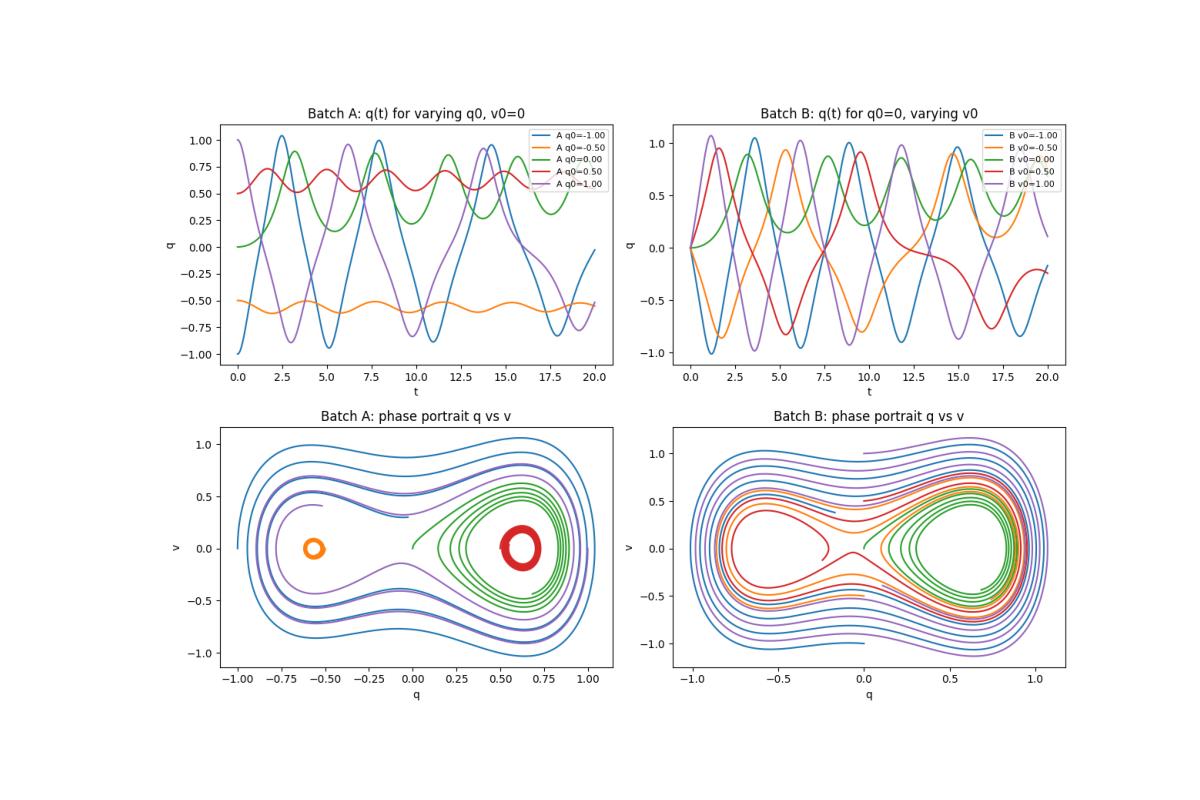 Batch A: q(t) for varying q0, v0=0
1.00
0.75
0.50
0.25
0.00
−0.25
−0.50
−0.75
−1.00
q
A q0=-1.00
A q0=-0.50
A q0=0.00
A q0=0.50
A q0=1.00
0.0 2.5 5.0 7.5 10.0 12.5 15.0 17.5 20.0
t
Batch B: q(t) for q0=0, varying v0
1.0
0.5
0.0
−0.5
−1.0
q
B v0=-1.00
B v0=-0.50
B v0=0.00
B v0=0.50
B v0=1.00
0.0 2.5 5.0 7.5 10.0 12.5 15.0 17.5 20.0
t
Batch A: phase portrait q vs v
1.0
0.5
0.0
−0.5
−1.0
v
−1.00 −0.75 −0.50 −0.25 0.00 0.25 0.50 0.75 1.00
q
Batch B: phase portrait q vs v
1.0
0.5
0.0
−0.5
−1.0
v
−1.0 −0.5 0.0 0.5 1.0
q